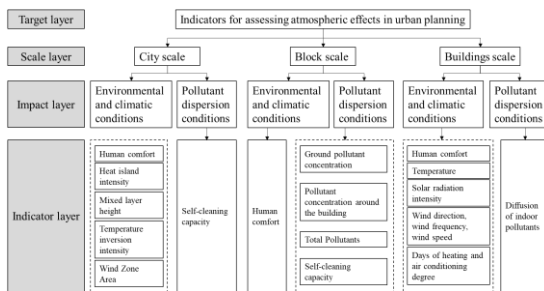 Target layer
Indicators for assessing atmospheric effects in urban planning
Scale layer
City scale
Block scale
Buildings scale
Impact layer
Environmental
and climatic
conditions
Pollutant
dispersion
conditions
Environmental
and climatic
conditions
Pollutant
dispersion
conditions
Environmental
and climatic
conditions
Pollutant
dispersion
conditions
Indicator layer
Human comfort
Heat island
intensity
Mixed layer
height
Temperature
inversion
intensity
Wind Zone
Area
Self-cleaning
capacity
Human
comfort
Ground pollutant
concentration
Pollutant
concentration around
the building
Total Pollutants
Self-cleaning
capacity
Human comfort
Temperature
Solar radiation
intensity
Wind direction,
wind frequency,
wind speed
Days of heating and
air conditioning
degree
Diffusion
of indoor
pollutants